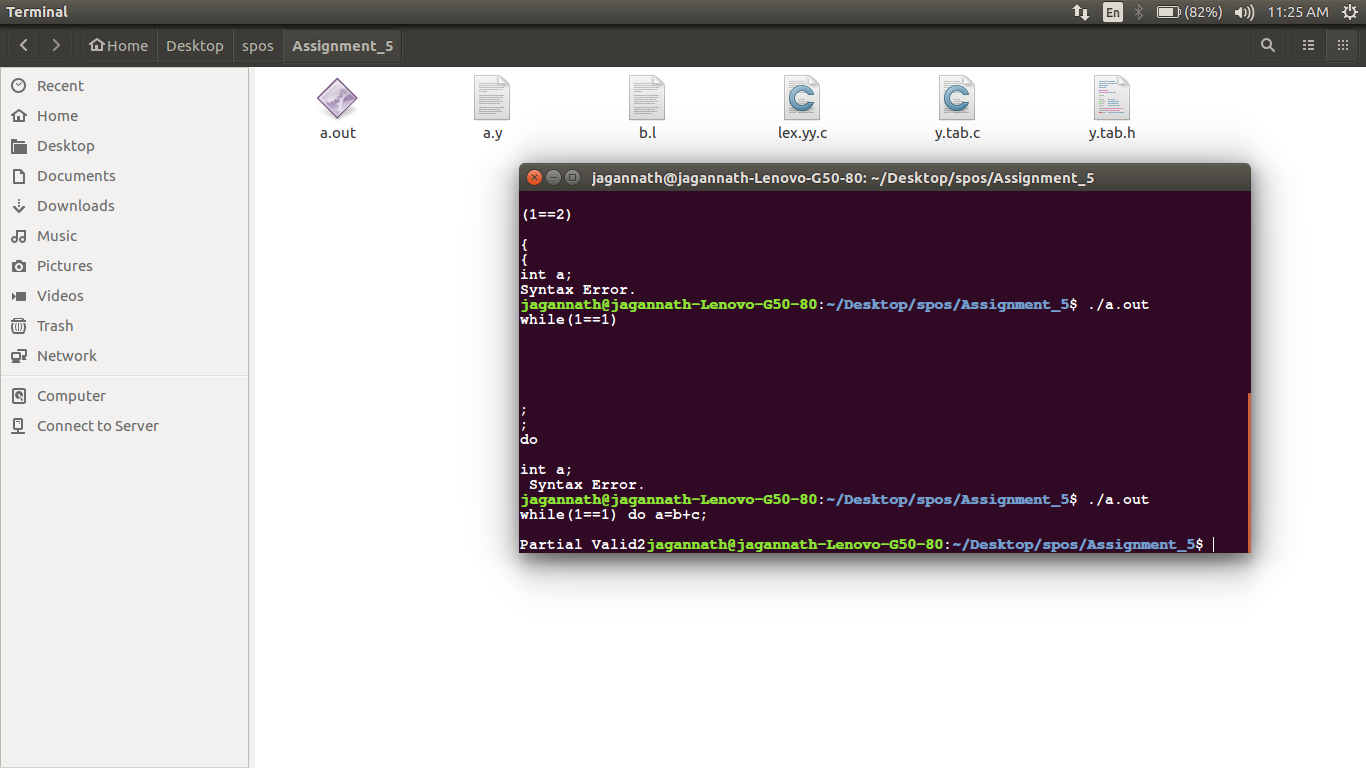 Terminal
En (82%) 11:25 AM
Home Desktop spos Assignment_5
Recent
Home
Desktop
Documents
Downloads
Music
Pictures
Videos
Trash
Network
Computer
Connect to Server
a.out a.y b.l lex.yy.c y.tab.c y.tab.h
jagannath@jagannath-Lenovo-G50-80: ~/Desktop/spos/Assignment_5
(1==2)
{
{
int a;
Syntax Error.
jagannath@jagannath-Lenovo-G50-80:~/Desktop/spos/Assignment_5$ ./a.out
while(1==1)
;
;
do
int a;
Syntax Error.
jagannath@jagannath-Lenovo-G50-80:~/Desktop/spos/Assignment_5$ ./a.out
while(1==1) do a=b+c;
Partial Valid2jagannath@jagannath-Lenovo-G50-80:~/Desktop/spos/Assignment_5$